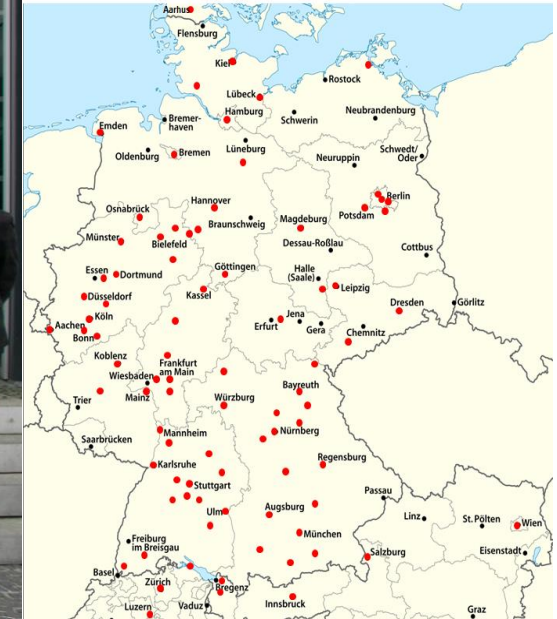 Aarhus
Flensburg
Kiel
Rostock
Lübeck
Hamburg
Schwerin
Neubrandenburg
Emden
Bremer-
haven
Oldenburg
Bremen
Lüneburg
Neuruppin
Schwedt/
Oder
Osnabrück
Hannover
Braunschweig
Magdeburg
Potsdam
Berlin
Münster
Bielefeld
Dessau-Roßlau
Cottbus
Essen
Dortmund
Göttingen
Halle
(Saale)
Leipzig
Düsseldorf
Kassel
Dresden
Görlitz
Köln
Aachen
Bonn
Erfurt
Jena
Gera
Chemnitz
Koblenz
Frankfurt
am Main
Wiesbaden
Mainz
Trier
Würzburg
Bayreuth
Saarbrücken
Mannheim
Nürnberg
Karlsruhe
Regensburg
Stuttgart
Passau
Ulm
Augsburg
Linz
St. Pölten
Wien
München
Eisenstadt
Freiburg
im Breisgau
Salzburg
Basel
Zürich
Bregenz
Luzern
Vaduz
Innsbruck
Graz